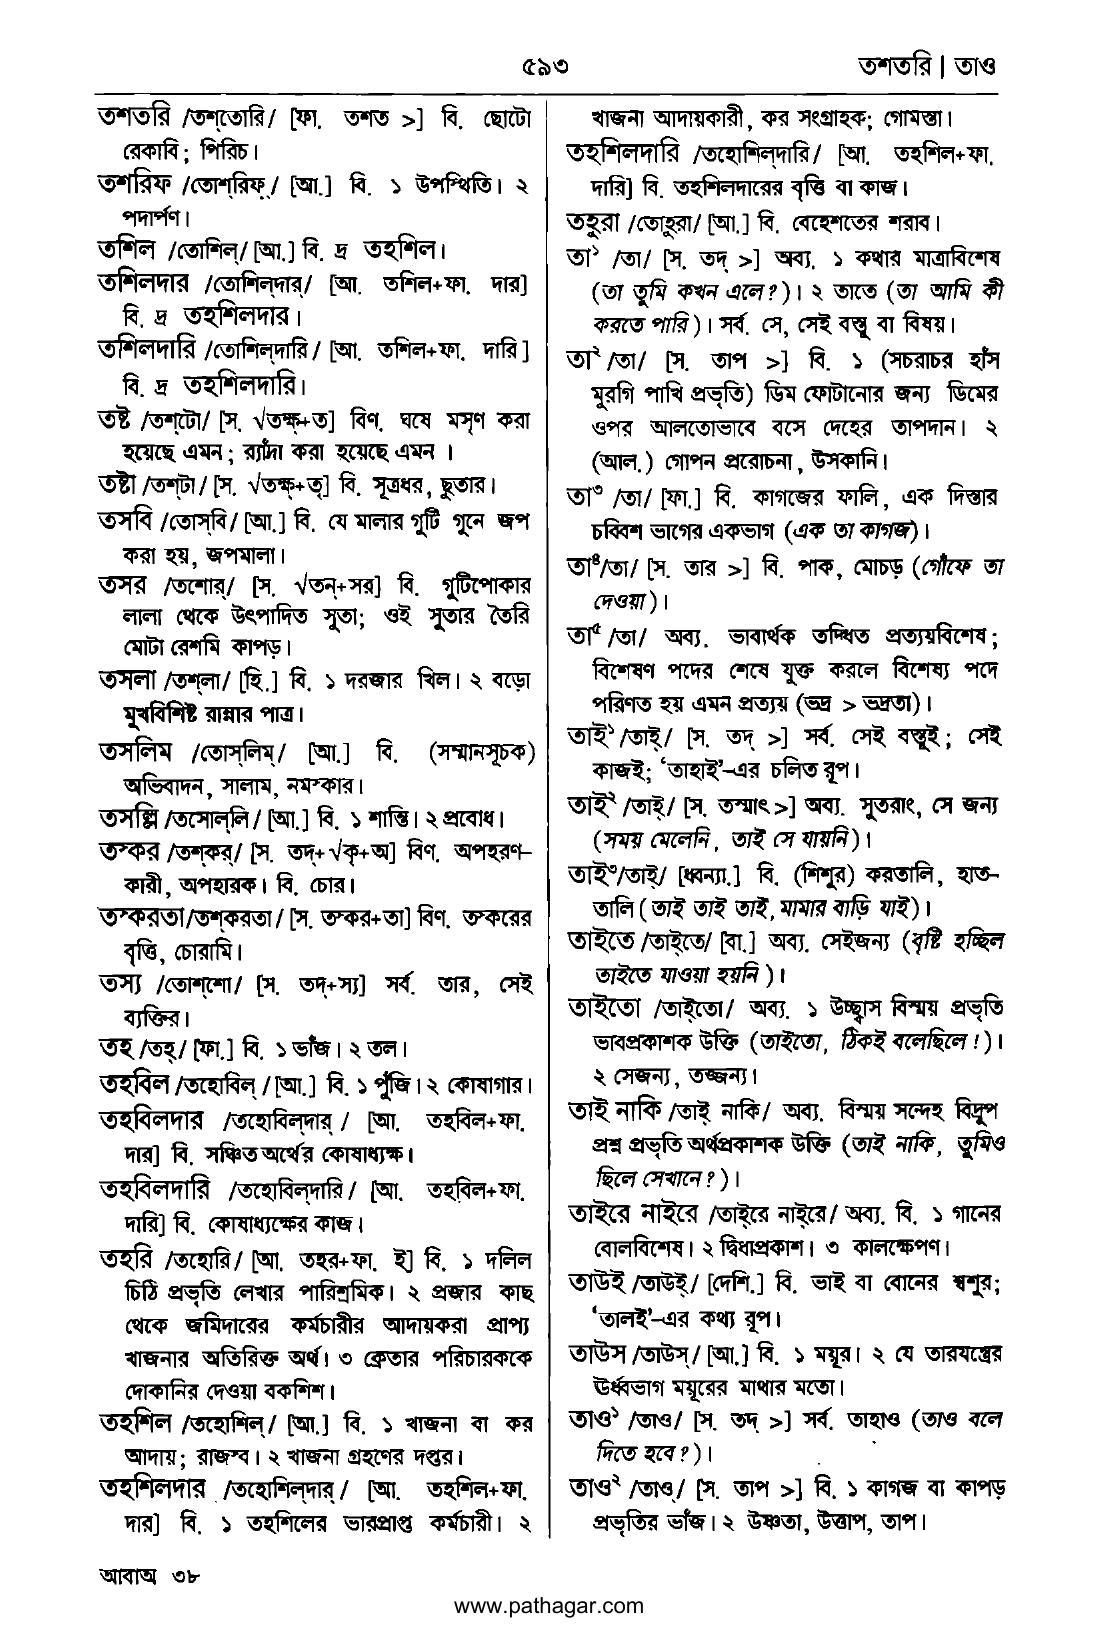 ৫৯৩
তশতরি | তাও
তশতরি /তশ্‌তোরি/ [ফা. তশত >] বি. ছোটো
রেকাবি; পিরিচ।
তশরিফ /তোশ্‌রিফ্‌/ [আ.] বি. ১ উপস্থিতি। ২
পদার্পণ।
তশিল /তোশিল্‌/ [আ.] বি. দ্র তহশিল।
তশিলদার /তোশিল্‌দার্‌/ [আ. তশিল+ফা. দার]
বি. দ্র তহশিলদার।
তশিলদারি /তোশিল্‌দারি/ [আ. তশিল+ফা. দারি]
বি. দ্র তহশিলদারি।
তষ্ট /তশ্‌টো/ [স. √তক্ষ্‌+ত] বিণ. ঘষে মসৃণ করা
হয়েছে এমন; র‍্যাঁদা করা হয়েছে এমন ।
তষ্টা /তশ্‌টা/ [স. √তক্ষ্‌+তৃ] বি. সূত্রধর, ছুতার।
তসবি /তোস্‌বি/ [আ.] বি. যে মালার গুটি গুনে জপ
করা হয়, জপমালা।
তসর /তশোর্‌/ [স. √তন্‌+সর] বি. গুটিপোকার
লালা থেকে উৎপাদিত সুতা; ওই সুতার তৈরি
মোটা রেশমি কাপড়।
তসলা /তশ্‌লা/ [হি.] বি. ১ দরজার খিল। ২ বড়ো
মুখবিশিষ্ট রান্নার পাত্র।
তসলিম /তোস্‌লিম্‌/ [আ.] বি. (সম্মানসূচক)
অভিবাদন, সালাম, নমস্কার।
তসল্লি /তসোল্‌লি/ [আ.] বি. ১ শান্তি। ২ প্রবোধ।
তস্কর /তশ্‌কর্‌/ [স. তদ্‌+√কৃ+অ] বিণ. অপহরণ-
কারী, অপহারক। বি. চোর।
তস্করতা/তশ্‌করতা/ [স. তস্কর+তা] বিণ. তস্করের
বৃত্তি, চোরামি।
তস্য /তোশ্‌শো/ [স. তদ্‌+স্য] সর্ব. তার, সেই
ব্যক্তির।
তহ /তহ্‌/ [ফা.] বি. ১ ভাঁজ। ২ তল।
তহবিল /তহোবিল্‌ / [আ.] বি. ১ পুঁজি। ২ কোষাগার।
তহবিলদার /তহোবিল্‌দার্‌ / [আ. তহবিল+ফা.
দার] বি. সঞ্চিত অর্থের কোষাধ্যক্ষ।
তহবিলদারি /তহোবিল্‌দারি/ [আ. তহবিল+ফা.
দারি] বি. কোষাধ্যক্ষের কাজ।
তহরি /তহোরি/ [আ. তহর+ফা. ই] বি. ১ দলিল
চিঠি প্রভৃতি লেখার পারিশ্রমিক। ২ প্রজার কাছ
থেকে জমিদারের কর্মচারীর আদায়করা প্রাপ্য
খাজনার অতিরিক্ত অর্থ। ৩ ক্রেতার পরিচারককে
দোকানির দেওয়া বকশিশ।
তহশিল /তহোশিল্‌/ [আ.] বি. ১ খাজনা বা কর
আদায়; রাজস্ব। ২ খাজনা গ্রহণের দপ্তর।
তহশিলদার /তহোশিল্‌দার্‌/ [আ. তহশিল+ফা.
দার] বি. ১ তহশিলের ভারপ্রাপ্ত কর্মচারী। ২
খাজনা আদায়কারী, কর সংগ্রাহক; গোমস্তা।
তহশিলদারি /তহোশিল্‌দারি/ [আ. তহশিল+ফা.
দারি] বি. তহশিলদারের বৃত্তি বা কাজ।
তহুরা /তোহুরা/ [আ.] বি. বেহেশতের শরাব।
তা১ /তা/ [স. তদ্‌ >] অব্য. ১ কথার মাত্রাবিশেষ
(তা তুমি কখন এলে?)। ২ তাতে (তা আমি কী
করতে পারি)। সর্ব. সে, সেই বস্তু বা বিষয়।
তা২ /তা/ [স. তাপ >] বি. ১ (সচরাচর হাঁস
মুরগি পাখি প্রভৃতি) ডিম ফোটানোর জন্য ডিমের
ওপর আলতোভাবে বসে দেহের তাপদান। ২
(আল.) গোপন প্ররোচনা, উসকানি।
তা৩ /তা/ [ফা.] বি. কাগজের ফালি, এক দিস্তার
চব্বিশ ভাগের একভাগ (এক তা কাগজ)।
তা৪/তা/ [স. তার >] বি. পাক, মোচড় (গোঁফে তা
দেওয়া)।
তা৫ /তা/ অব্য. ভাবার্থক তদ্ধিত প্রত্যয়বিশেষ;
বিশেষণ পদের শেষে যুক্ত করলে বিশেষ্য পদে
পরিণত হয় এমন প্রত্যয় (ভদ্র > ভদ্রতা)।
তাই১ /তাই্‌/ [স. তদ্‌ >] সর্ব. সেই বস্তুই; সেই
কাজই; ‘তাহাই’-এর চলিত রূপ।
তাই২ /তাই্‌/ [স. তস্মাৎ >] অব্য. সুতরাং, সে জন্য
(সময় মেলেনি, তাই সে যায়নি)।
তাই৩/তাই্‌/ [ধ্বন্যা.] বি. (শিশুর) করতালি, হাত-
তালি (তাই তাই তাই, মামার বাড়ি যাই)।
তাইতে /তাই্‌তে/ [বা.] অব্য. সেইজন্য (বৃষ্টি হচ্ছিল
তাইতে যাওয়া হয়নি)।
তাইতো /তাই্‌তো/ অব্য. ১ উচ্ছ্বাস বিস্ময় প্রভৃতি
ভাবপ্রকাশক উক্তি (তাইতো, ঠিকই বলেছিলে!)।
২ সেজন্য, তজ্জন্য।
তাই নাকি /তাই্‌ নাকি/ অব্য. বিস্ময় সন্দেহ বিদ্রুপ
প্রশ্ন প্রভৃতি অর্থপ্রকাশক উক্তি (তাই নাকি, তুমিও
ছিলে সেখানে?)।
তাইরে নাইরে /তাই্‌রে নাই্‌রে/ অব্য. বি. ১ গানের
বোলবিশেষ। ২ দ্বিধাপ্রকাশ। ৩ কালক্ষেপণ।
তাউই /তাউই্‌/ [দেশি.] বি. ভাই বা বোনের শ্বশুর;
‘তালই’-এর কথ্য রূপ।
তাউস /তাউস্‌/ [আ.] বি. ১ ময়ূর। ২ যে তারযন্ত্রের
ঊর্ধ্বভাগ ময়ূরের মাথার মতো।
তাও১ /তাও/ [স. তদ্‌ >] সর্ব. তাহাও (তাও বলে
দিতে হবে?)।
তাও২ /তাও্‌/ [স. তাপ >] বি. ১ কাগজ বা কাপড়
প্রভৃতির ভাঁজ। ২ উষ্ণতা, উত্তাপ, তাপ।
আবাঅ ৩৮
www.pathagar.com